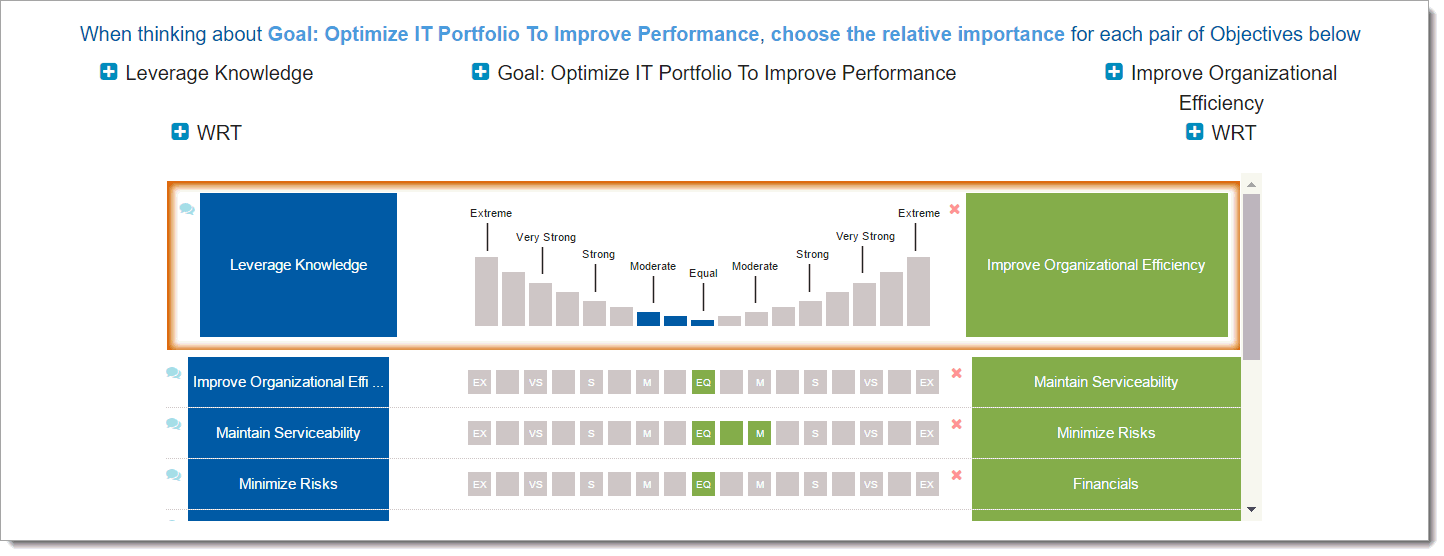 When thinking about Goal: Optimize IT Portfolio To Improve Performance, choose the relative importance for each pair of Objectives below
Leverage Knowledge
Goal: Optimize IT Portfolio To Improve Performance
Improve Organizational
Efficiency
WRT
WRT
Leverage Knowledge
Extreme
Very Strong
Strong
Moderate
Equal
Moderate
Strong
Very Strong
Extreme
Improve Organizational Efficiency
Improve Organizational Effi ...
EX VS S M EQ M S VS EX
Maintain Serviceability
Maintain Serviceability
EX VS S M EQ M S VS EX
Minimize Risks
Minimize Risks
EX VS S M EQ M S VS EX
Financials